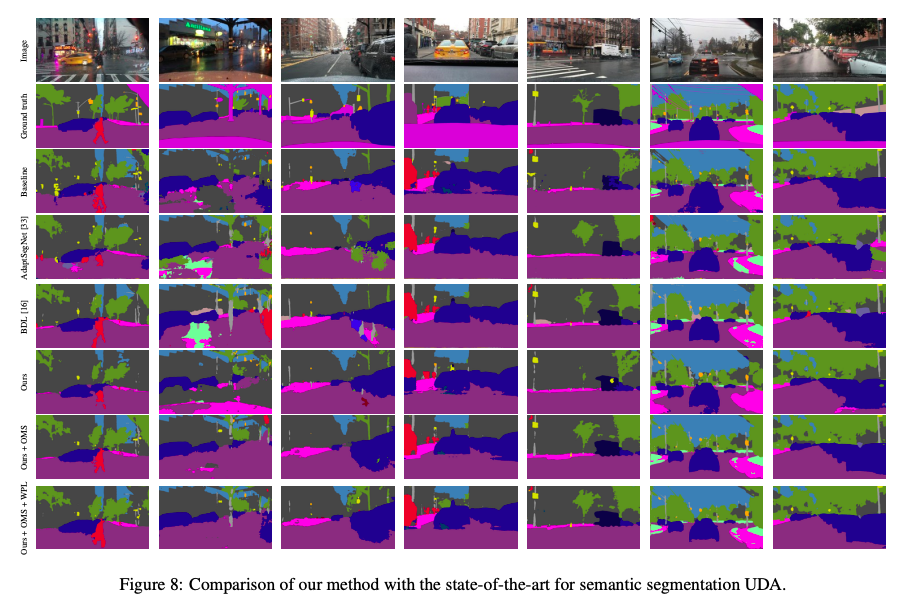 Image
Ground truth
Baseline
AdaptSegNet [33]
BDL [16]
Ours
Ours + OMS
Ours + OMS + WPL
Figure 8: Comparison of our method with the state-of-the-art for semantic segmentation UDA.